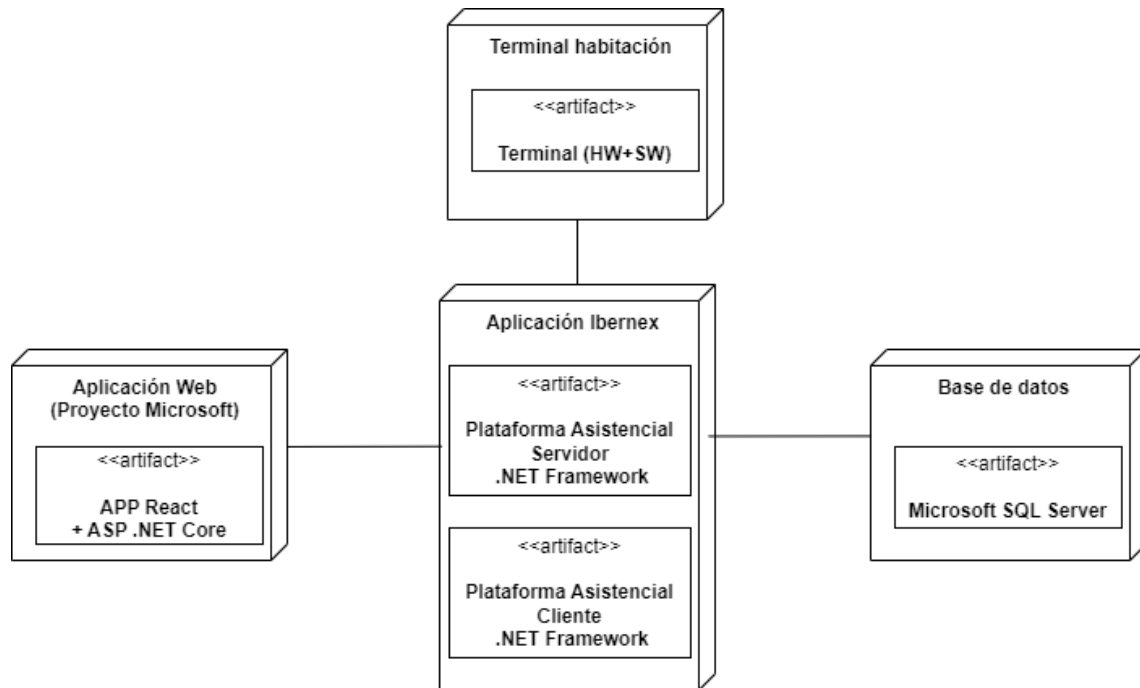 Terminal habitación
<<artifact>>
Terminal (HW+SW)
Aplicación Ibernex
<<artifact>>
Plataforma Asistencial
Servidor
.NET Framework
<<artifact>>
Plataforma Asistencial
Cliente
.NET Framework
Aplicación Web
(Proyecto Microsoft)
<<artifact>>
APP React
+ ASP .NET Core
Base de datos
<<artifact>>
Microsoft SQL Server